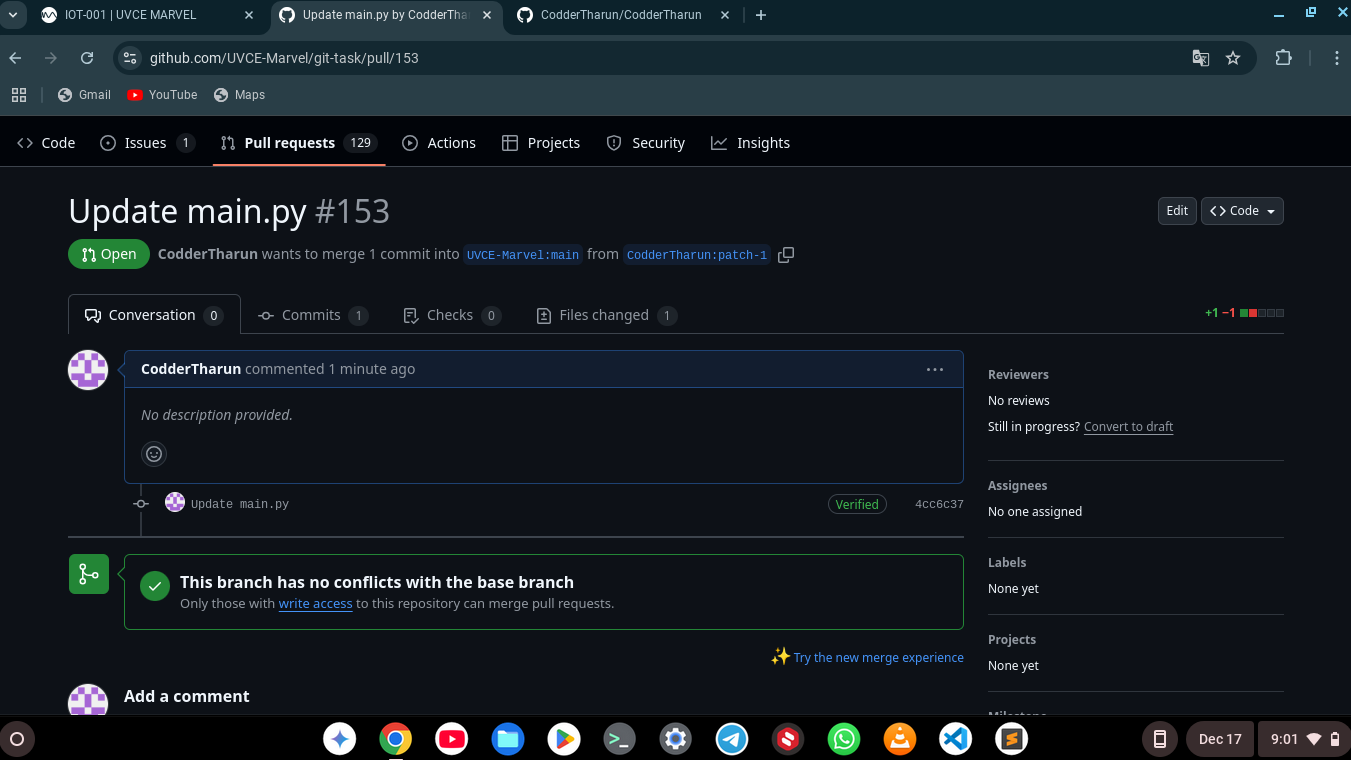 IOT-001 | UVCE MARVEL
Update main.py by CodderTha
CodderTharun/CodderTharun
github.com/UVCE-Marvel/git-task/pull/153
Gmail
YouTube
Maps
Code
Issues 1
Pull requests 129
Actions
Projects
Security
Insights
Update main.py #153
Edit
Code
Open
CodderTharun wants to merge 1 commit into UVCE-Marvel:main from CodderTharun:patch-1
Conversation 0
Commits 1
Checks 0
Files changed 1
+1 −1
CodderTharun commented 1 minute ago
No description provided.
Update main.py
Verified
4cc6c37
This branch has no conflicts with the base branch
Only those with write access to this repository can merge pull requests.
Try the new merge experience
Add a comment
Reviewers
No reviews
Still in progress? Convert to draft
Assignees
No one assigned
Labels
None yet
Projects
None yet
Milestone
Dec 17
9:01